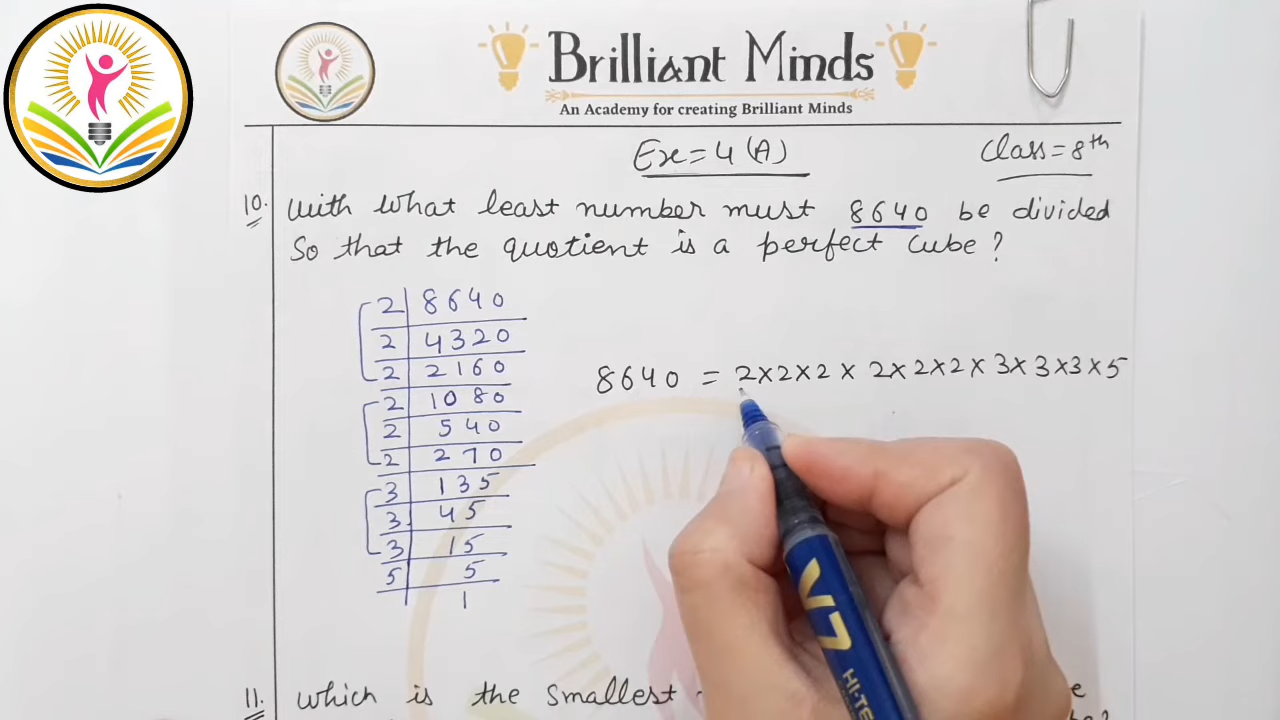 Brilliant Minds
An Academy for creating Brilliant Minds
Ex = 4 (A)
Class = 8th
10. With what least number must 8640 be divided
So that the quotient is a perfect cube?
2 | 8640
2 | 4320
2 | 2160
2 | 1080
2 | 540
2 | 270
3 | 135
3 | 45
3 | 15
5 | 5
1
8640 = 2×2×2 × 2×2×2 × 3×3×3×5
11. which is the smallest
V7
HI-TE